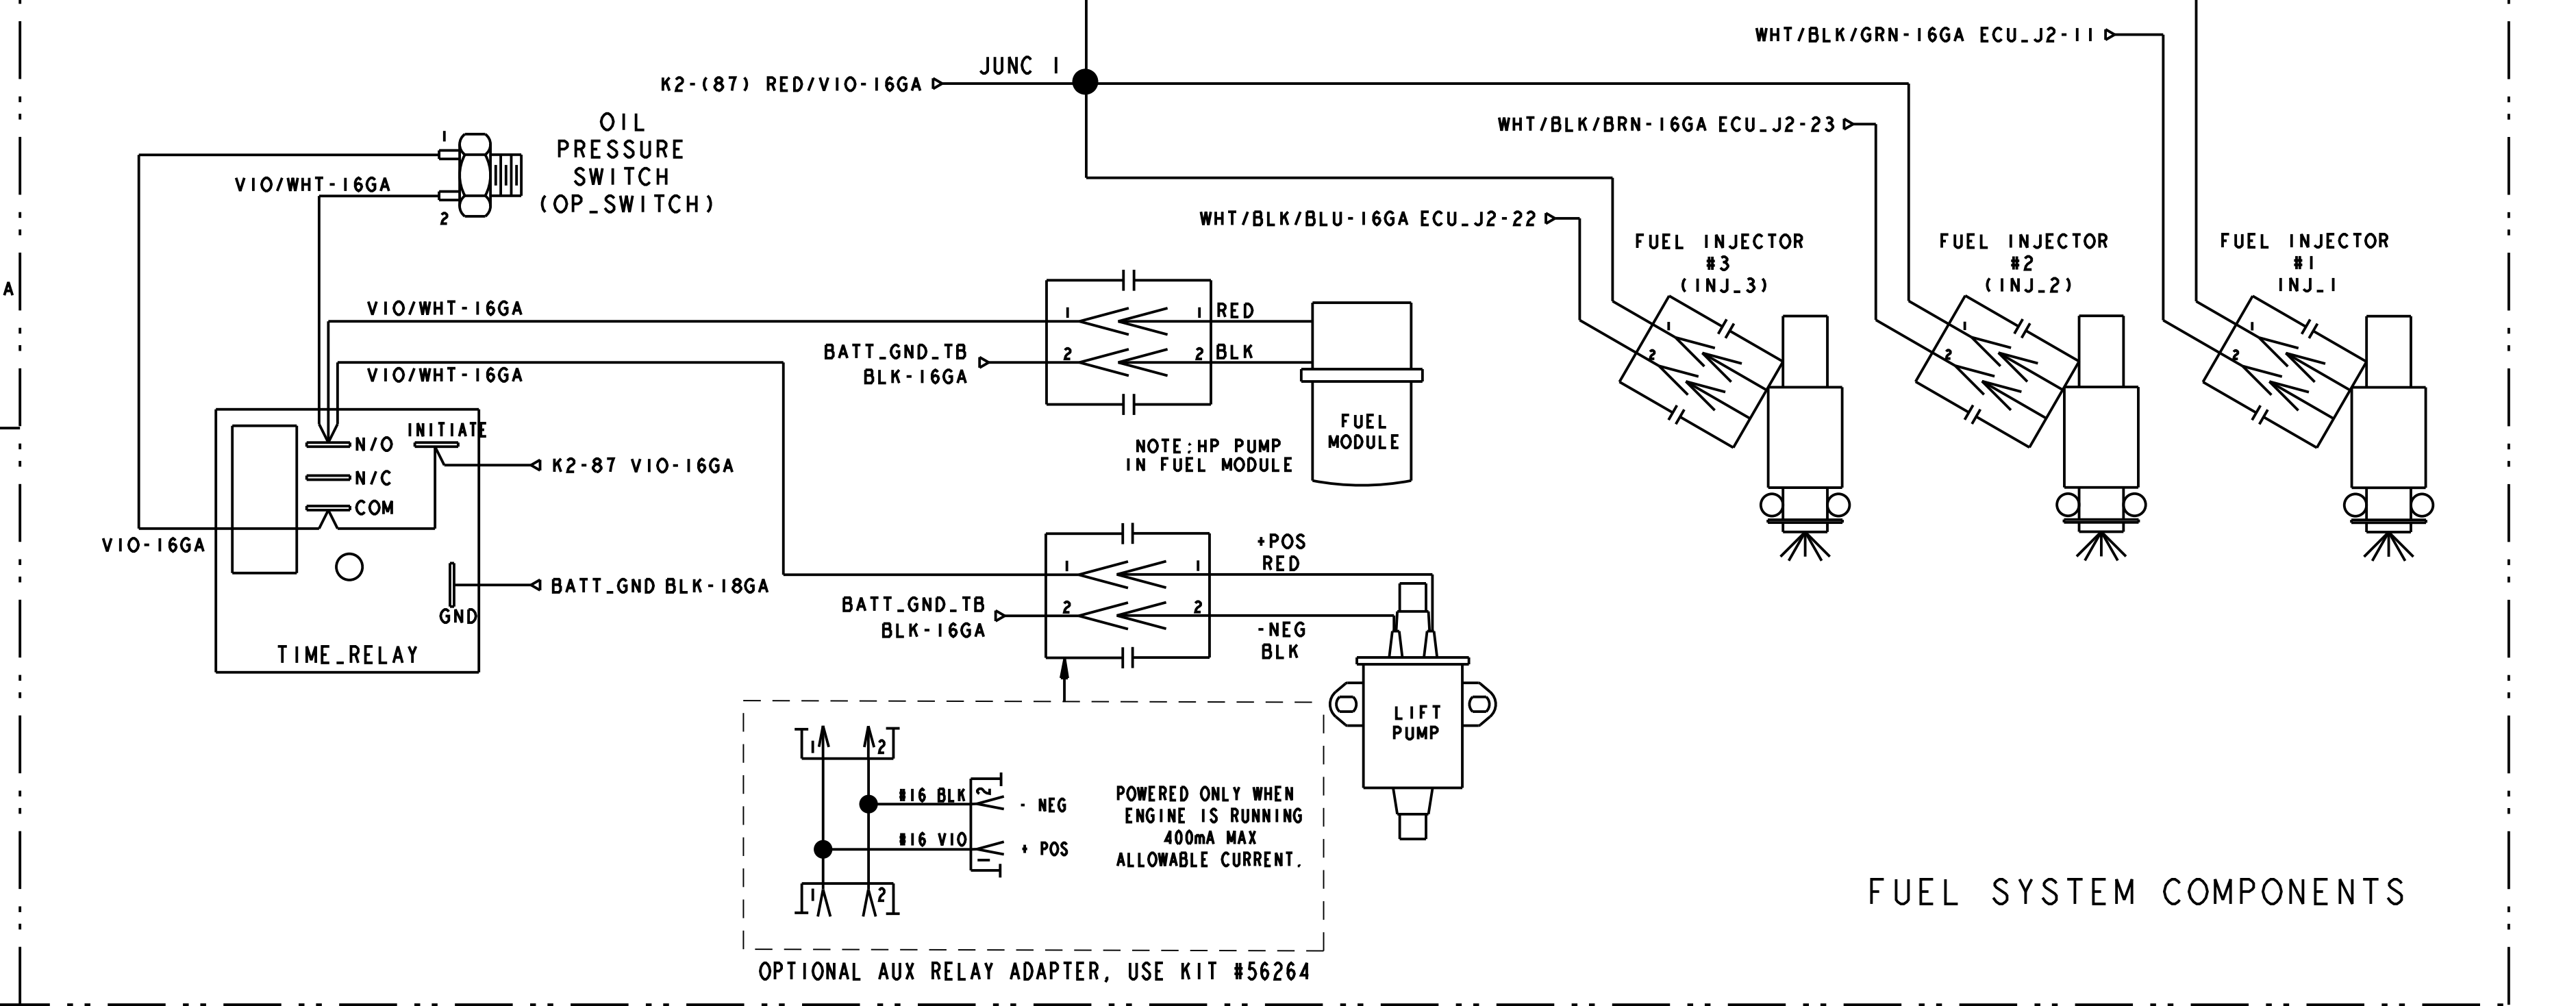 WHT/BLK/GRN-16GA ECU_J2-11
JUNC 1
K2-(87) RED/VIO-16GA
WHT/BLK/BRN-16GA ECU_J2-23
1
OIL
PRESSURE
SWITCH
(OP_SWITCH)
VIO/WHT-16GA
2
WHT/BLK/BLU-16GA ECU_J2-22
FUEL INJECTOR
#3
(INJ_3)
FUEL INJECTOR
#2
(INJ_2)
FUEL INJECTOR
#1
INJ_1
A
VIO/WHT-16GA
1
1
RED
1
1
1
BATT_GND_TB
BLK-16GA
2
2
BLK
2
2
2
VIO/WHT-16GA
FUEL
MODULE
NOTE:HP PUMP
IN FUEL MODULE
INITIATE
N/O
K2-87 VIO-16GA
N/C
COM
VIO-16GA
BATT_GND BLK-18GA
GND
TIME_RELAY
+POS
RED
1
1
BATT_GND_TB
BLK-16GA
2
2
-NEG
BLK
LIFT
PUMP
1
2
#16 BLK
2
- NEG
#16 VIO
1
+ POS
1
2
POWERED ONLY WHEN
ENGINE IS RUNNING
400mA MAX
ALLOWABLE CURRENT.
FUEL SYSTEM COMPONENTS
OPTIONAL AUX RELAY ADAPTER, USE KIT #56264